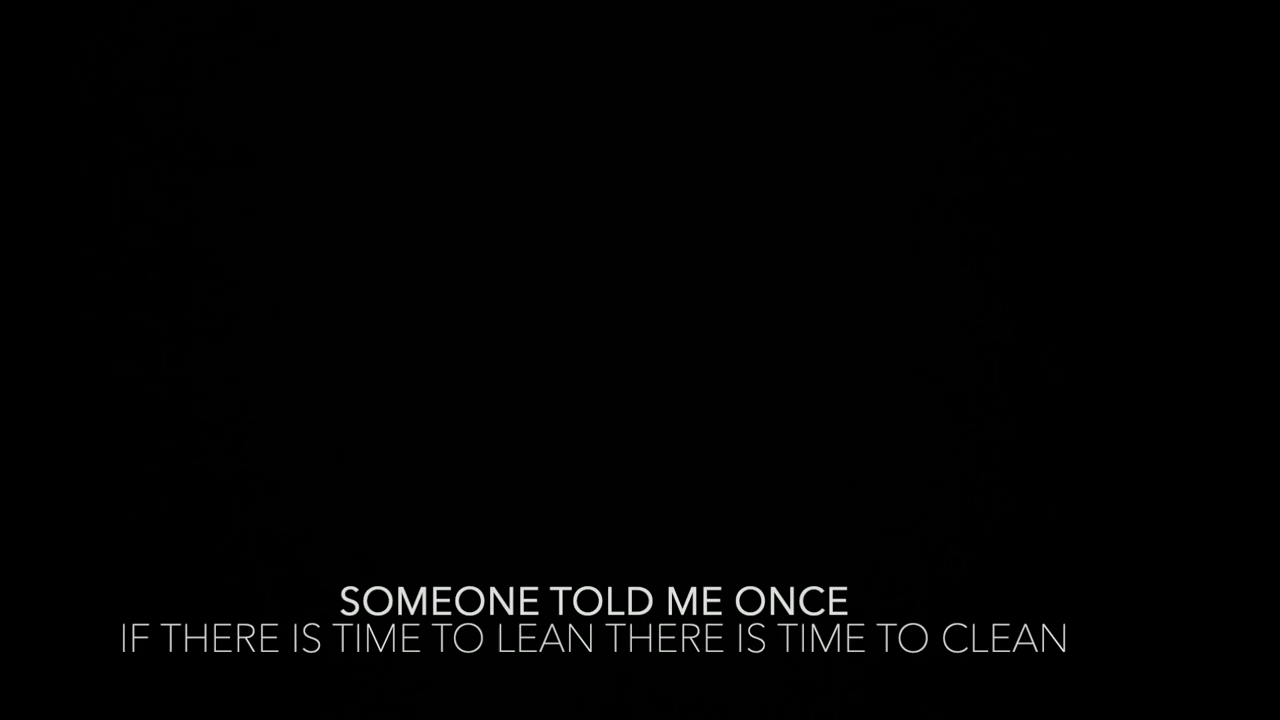 SOMEONE TOLD ME ONCE
IF THERE IS TIME TO LEAN THERE IS TIME TO CLEAN